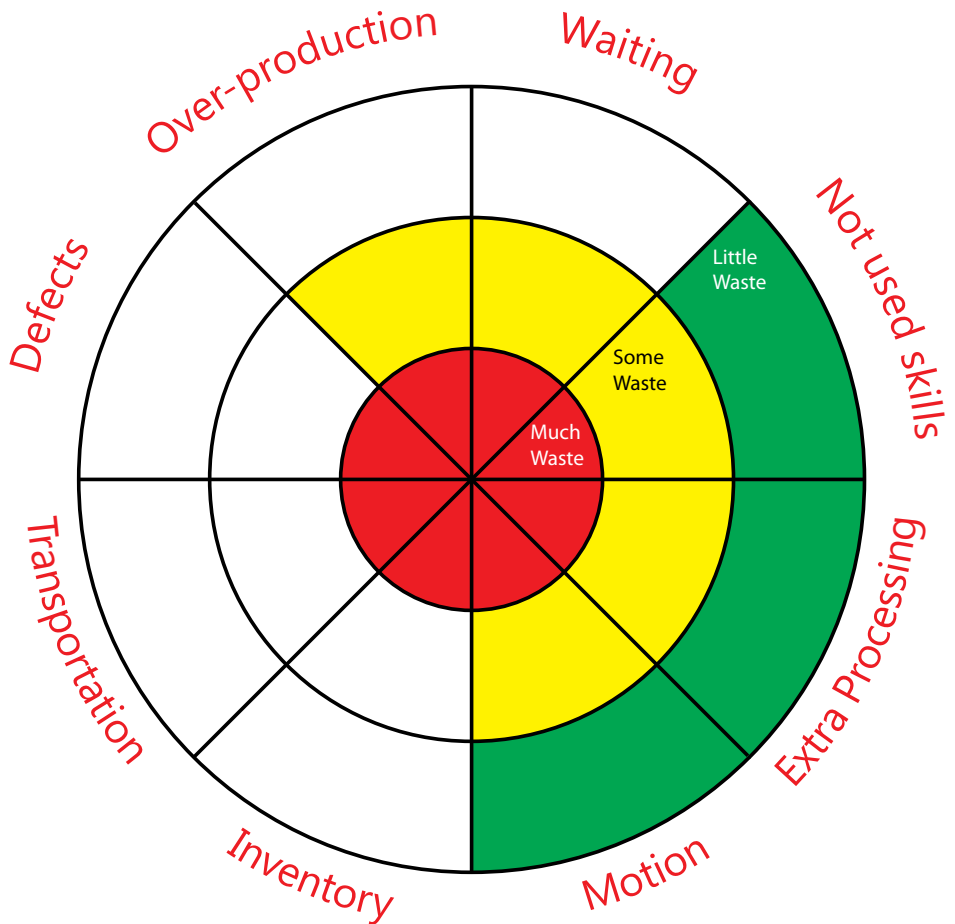 Over-production
Waiting
Not used skills
Defects
Little
Waste
Some
Waste
Much
Waste
Transportation
Extra Processing
Inventory
Motion